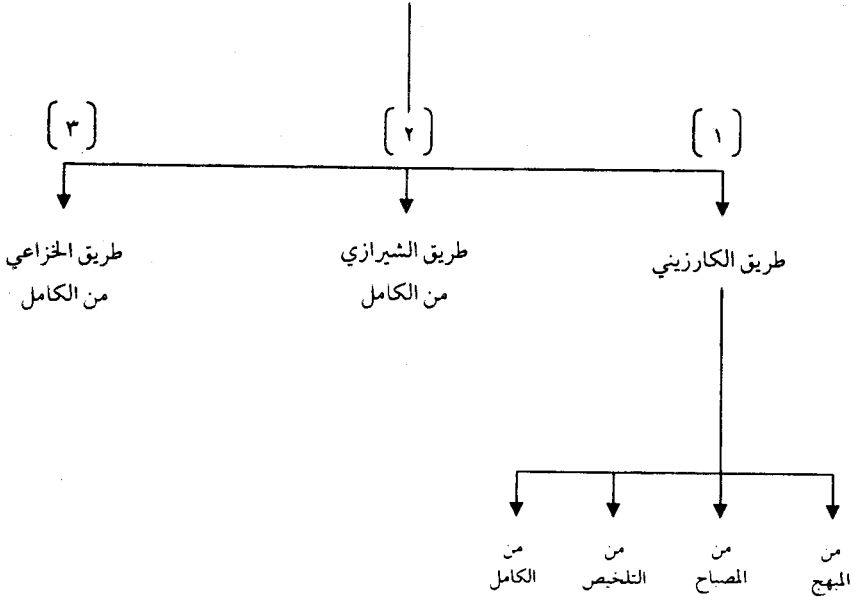 [ ١ ]
[ ٢ ]
[ ٣ ]
طريق الكارزيني
طريق الشيرازي
من الكامل
طريق الخزاعي
من الكامل
من
المبهج
من
المصباح
من
التلخيص
من
الكامل